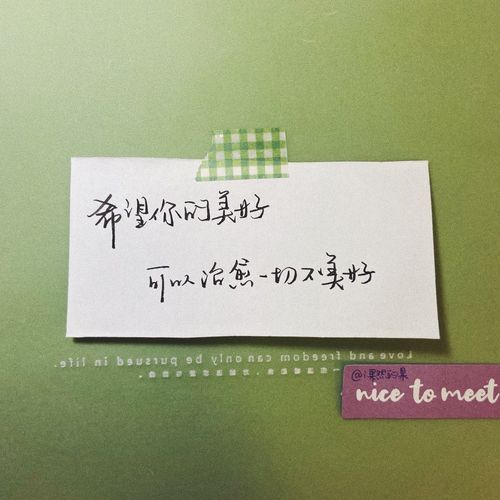 希望你的美好
可以治愈一切不美好
Love and freedom can only be pursued in life.
nice to meet